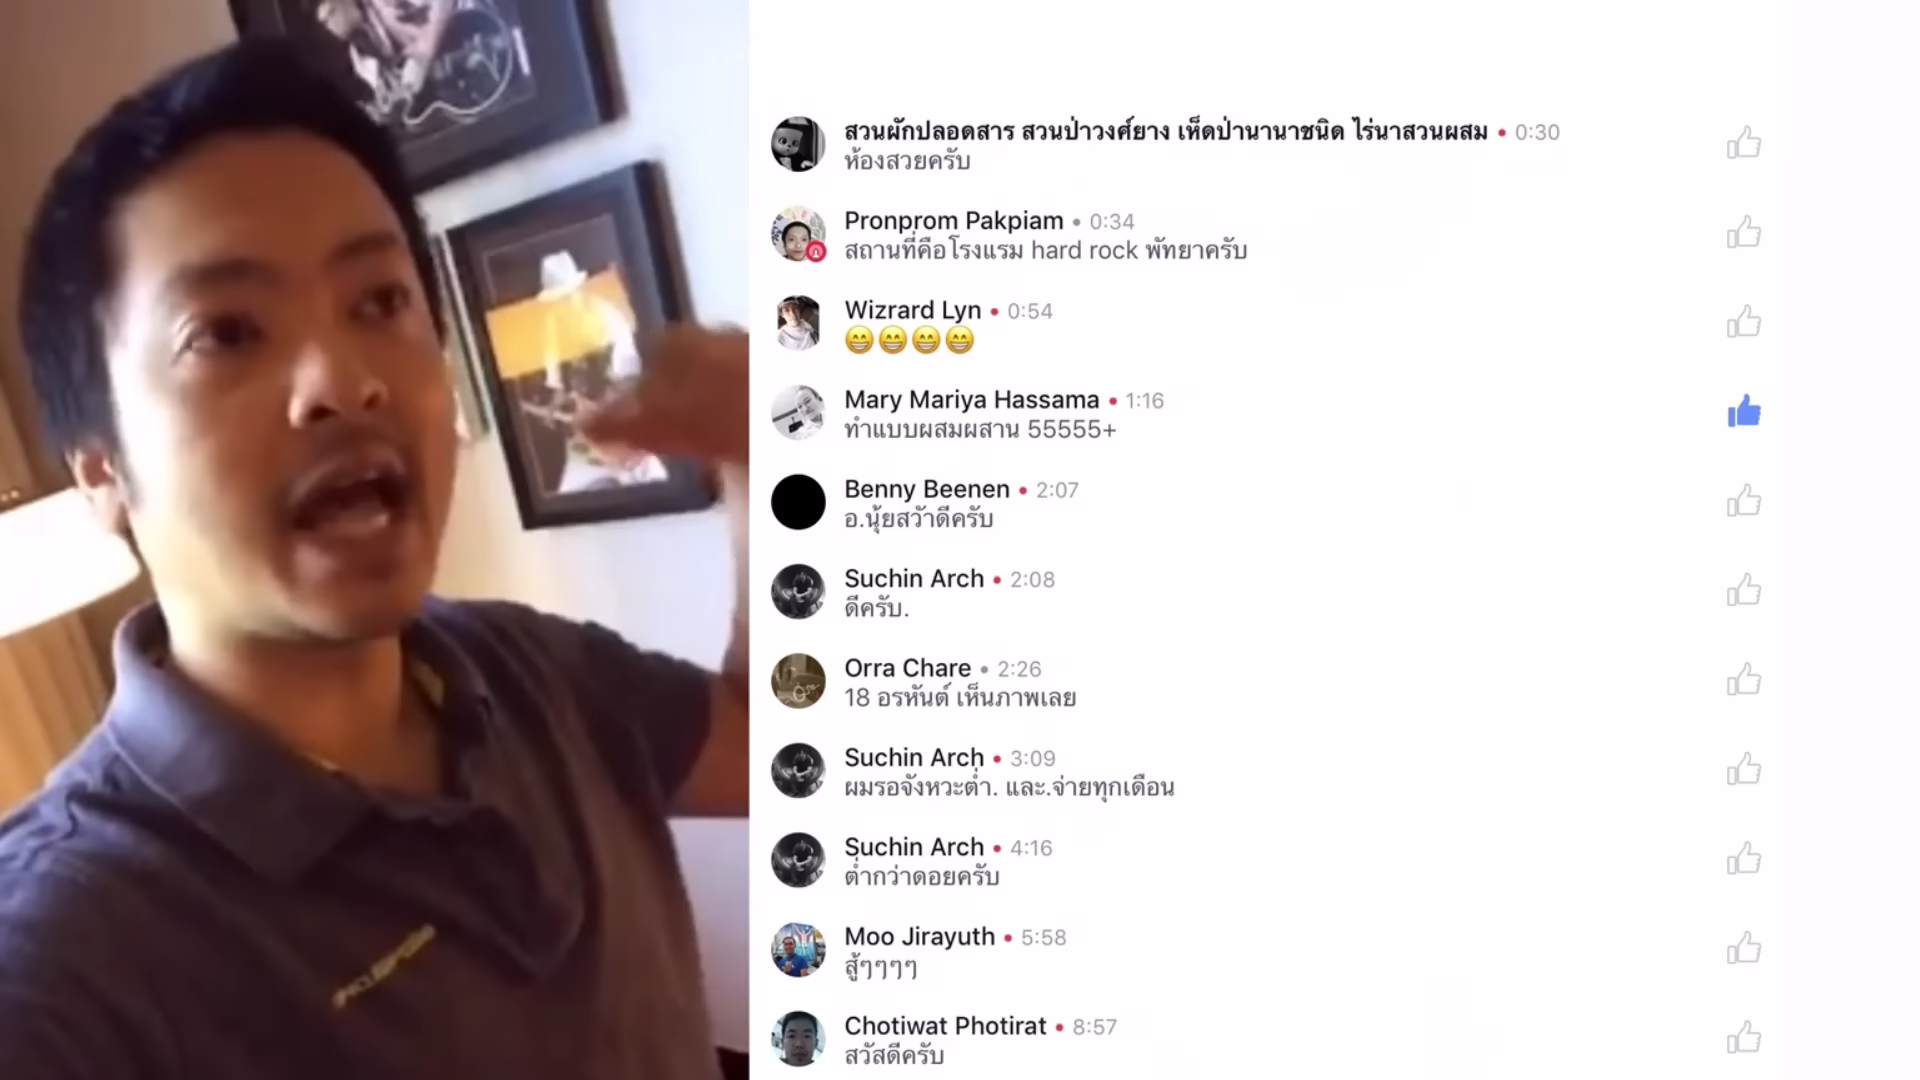 สวนผักปลอดสาร สวนป่าวงศ์ยาง เห็ดป่านานาชนิด ไร่นาสวนผสม • 0:30
ห้องสวยครับ
Pronprom Pakpiam • 0:34
สถานที่คือโรงแรม hard rock พัทยาครับ
Wizrard Lyn • 0:54
😁😁😁😁
Mary Mariya Hassama • 1:16
ทำแบบผสมผสาน 55555+
Benny Beenen • 2:07
อ.นุ้ยสวัาดีครับ
Suchin Arch • 2:08
ดีครับ.
Orra Chare • 2:26
18 อรหันต์ เห็นภาพเลย
Suchin Arch • 3:09
ผมรอจังหวะต่ำ. และ.จ่ายทุกเดือน
Suchin Arch • 4:16
ต่ำกว่าดอยครับ
Moo Jirayuth • 5:58
สู้ๆๆๆๆ
Chotiwat Photirat • 8:57
สวัสดีครับ